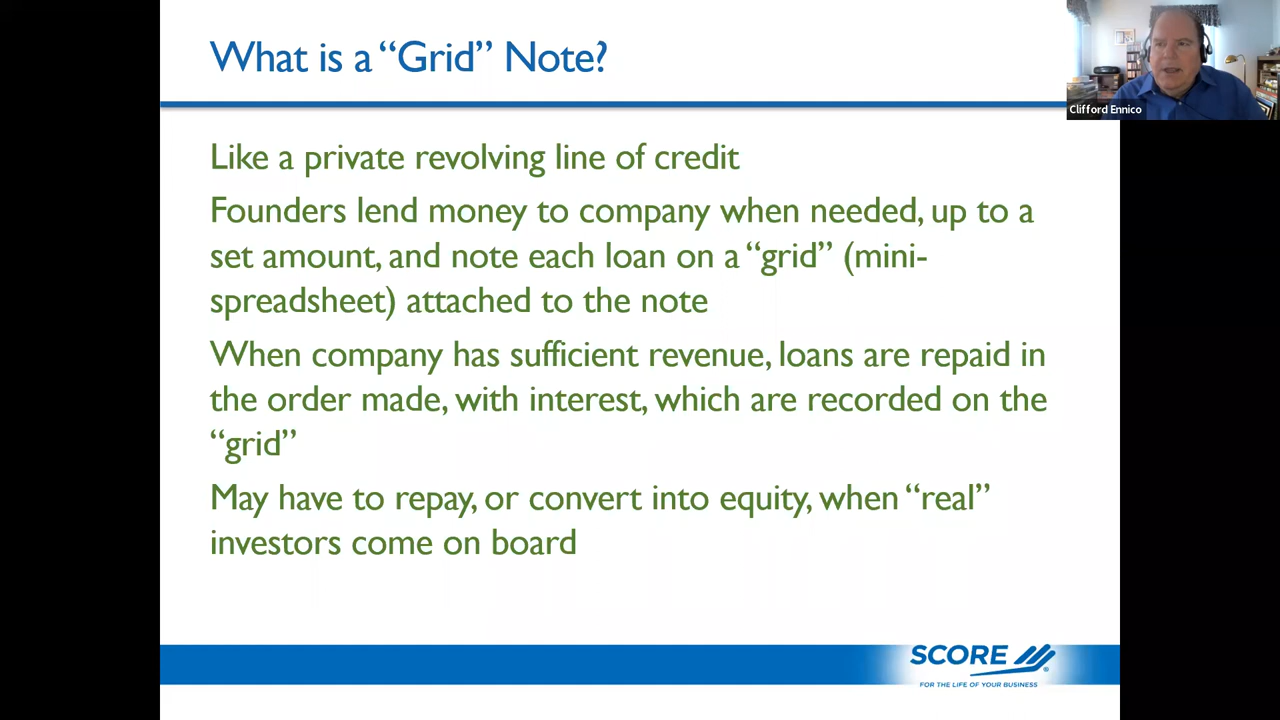 What is a “Grid” Note?
Clifford Ennico
Like a private revolving line of credit
Founders lend money to company when needed, up to a
set amount, and note each loan on a “grid” (mini-
spreadsheet) attached to the note
When company has sufficient revenue, loans are repaid in
the order made, with interest, which are recorded on the
“grid”
May have to repay, or convert into equity, when “real”
investors come on board
SCORE
FOR THE LIFE OF YOUR BUSINESS